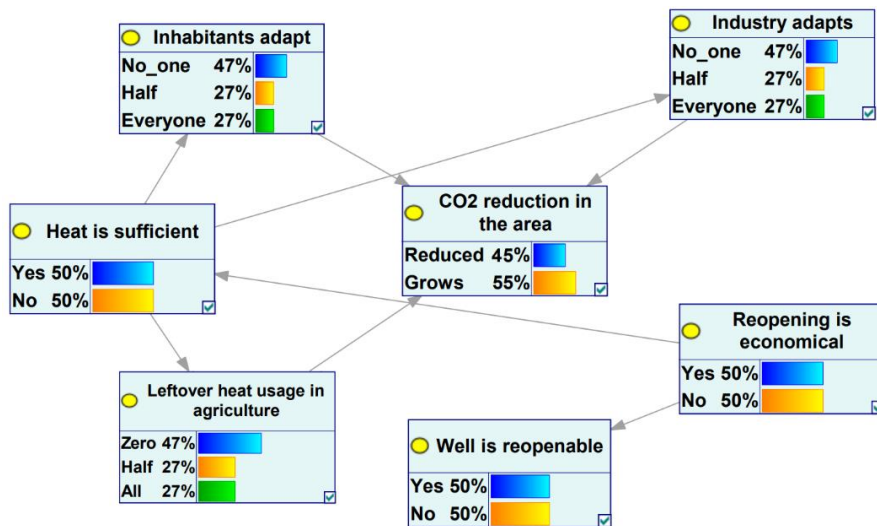 Inhabitants adapt
No_one 47%
Half 27%
Everyone 27%
Industry adapts
No_one 47%
Half 27%
Everyone 27%
CO2 reduction in
the area
Reduced 45%
Grows 55%
Heat is sufficient
Yes 50%
No 50%
Reopening is
economical
Yes 50%
No 50%
Leftover heat usage in
agriculture
Zero 47%
Half 27%
All 27%
Well is reopenable
Yes 50%
No 50%